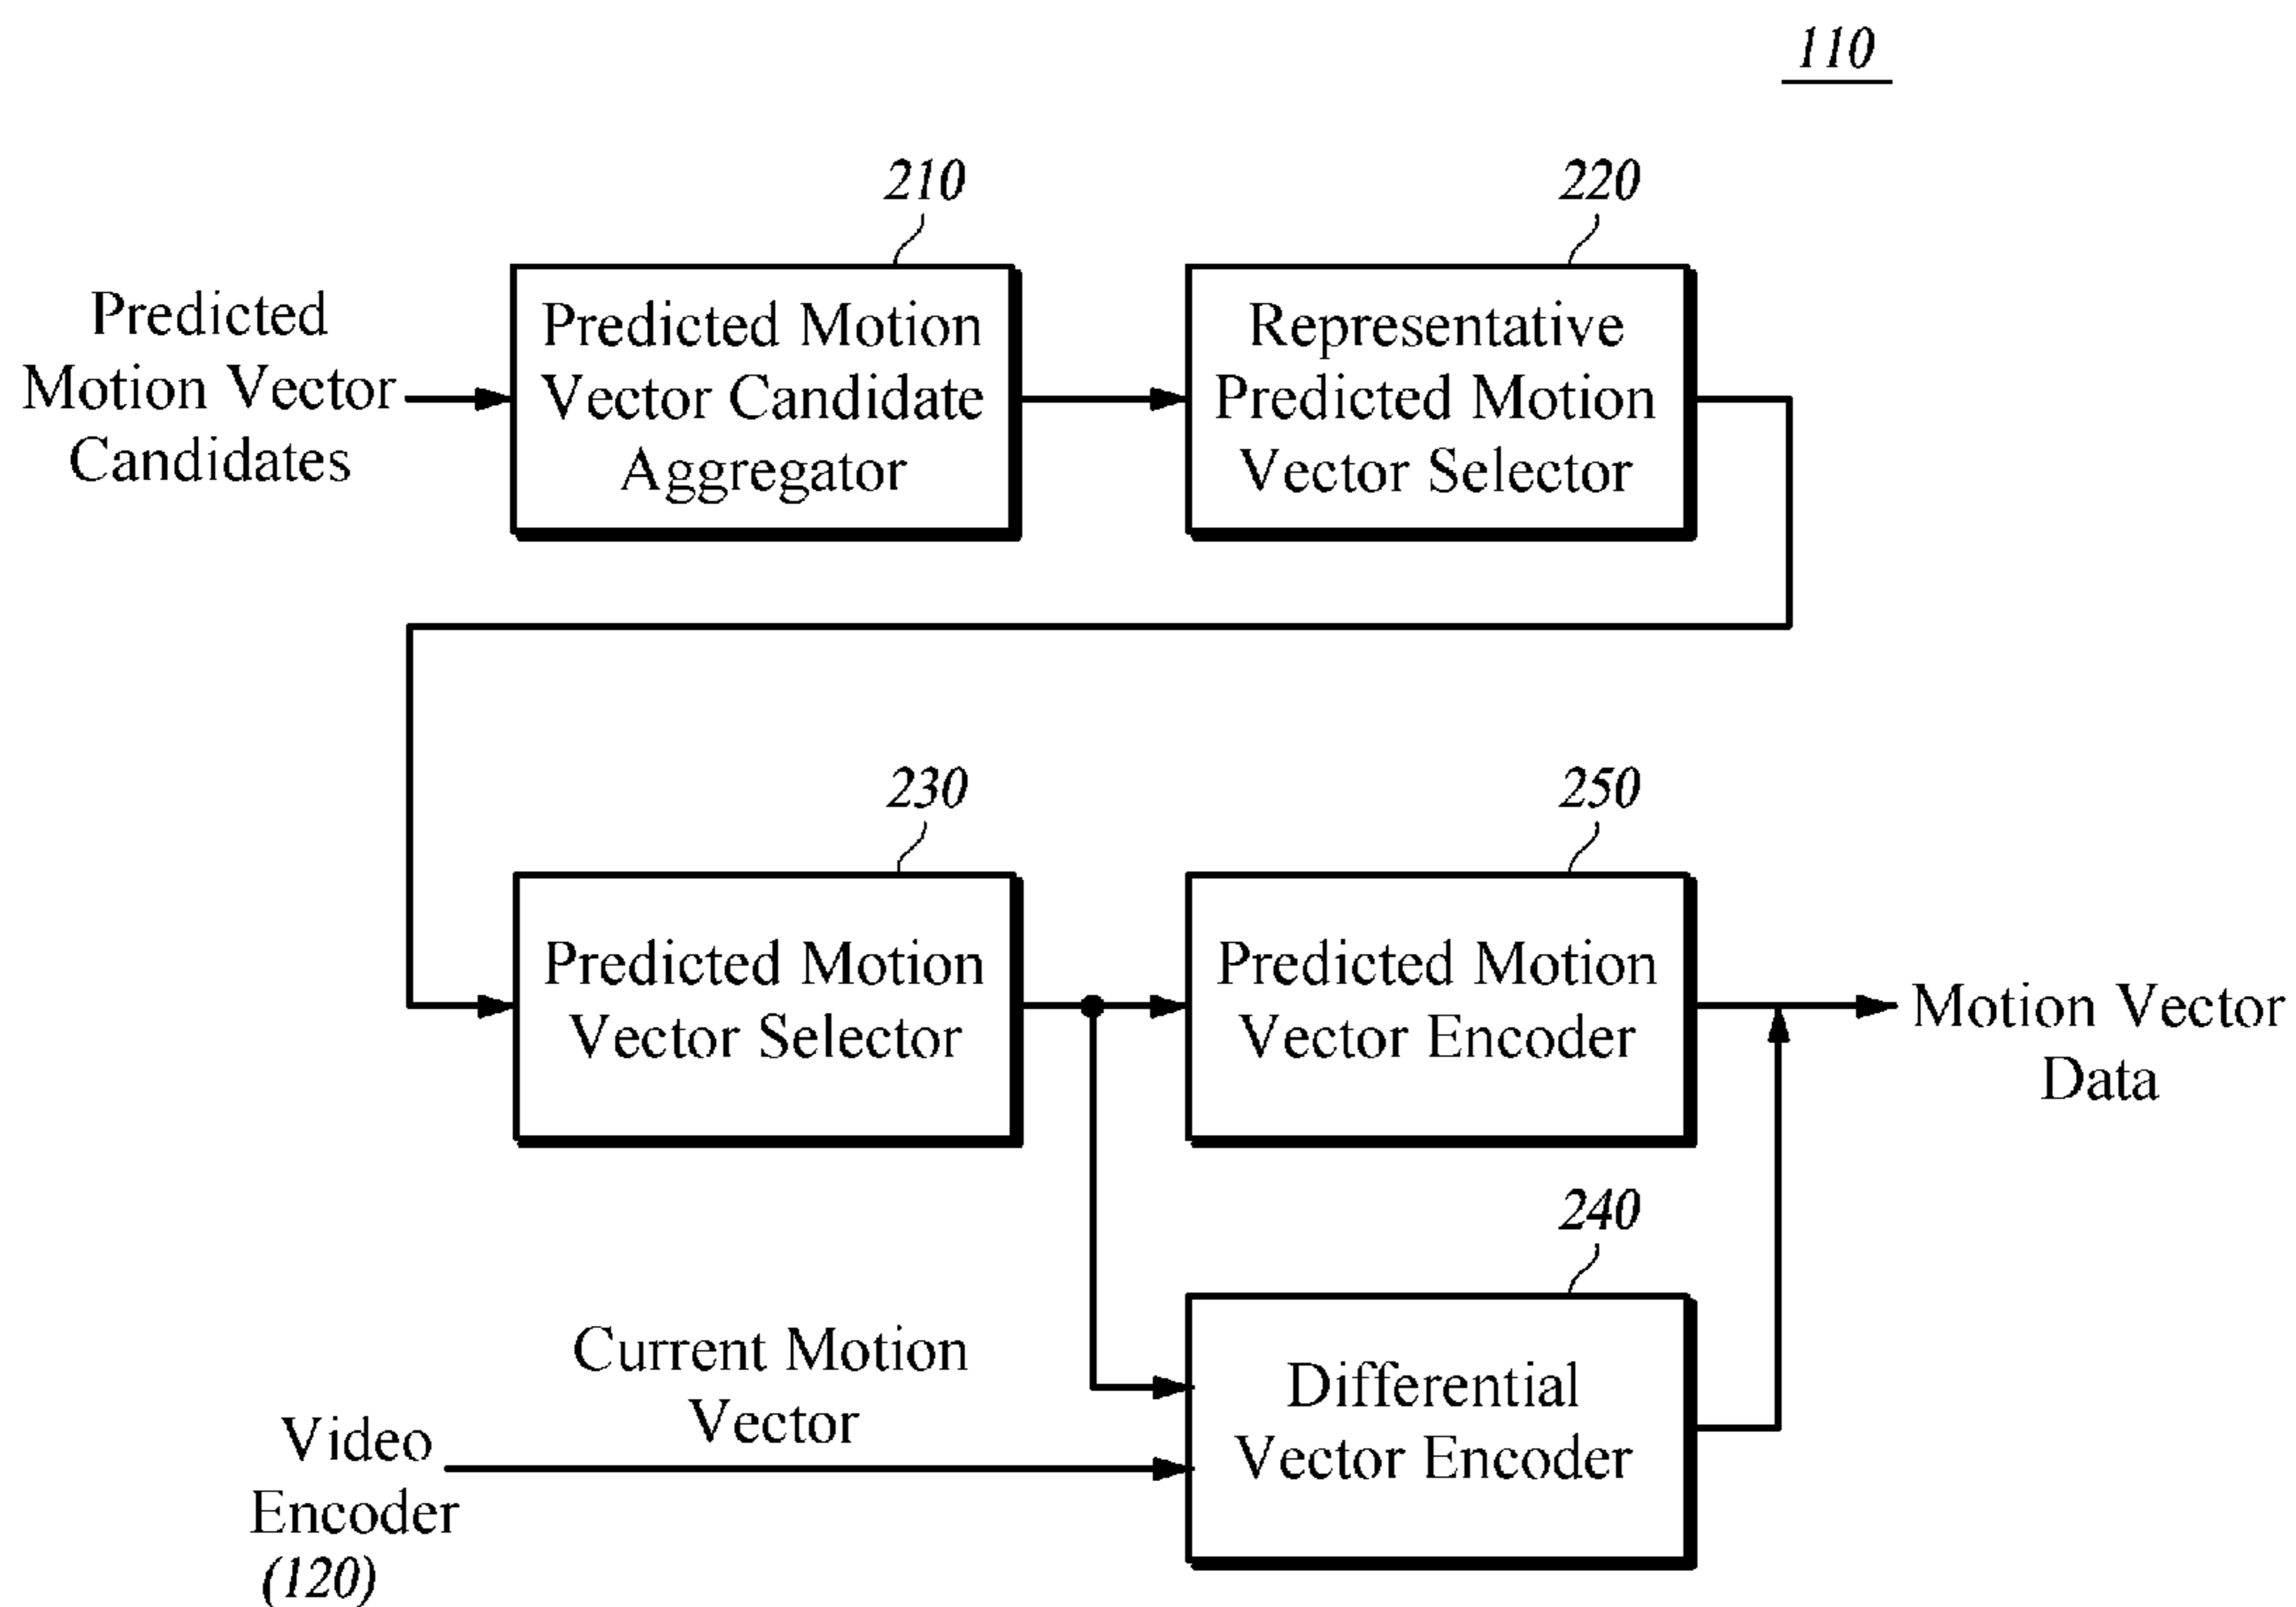 110
210
220
Predicted
Motion Vector
Candidates
Predicted Motion
Vector Candidate
Aggregator
Representative
Predicted Motion
Vector Selector
230
250
Predicted Motion
Vector Selector
Predicted Motion
Vector Encoder
Motion Vector
Data
240
Current Motion
Vector
Video
Encoder
(120)
Differential
Vector Encoder